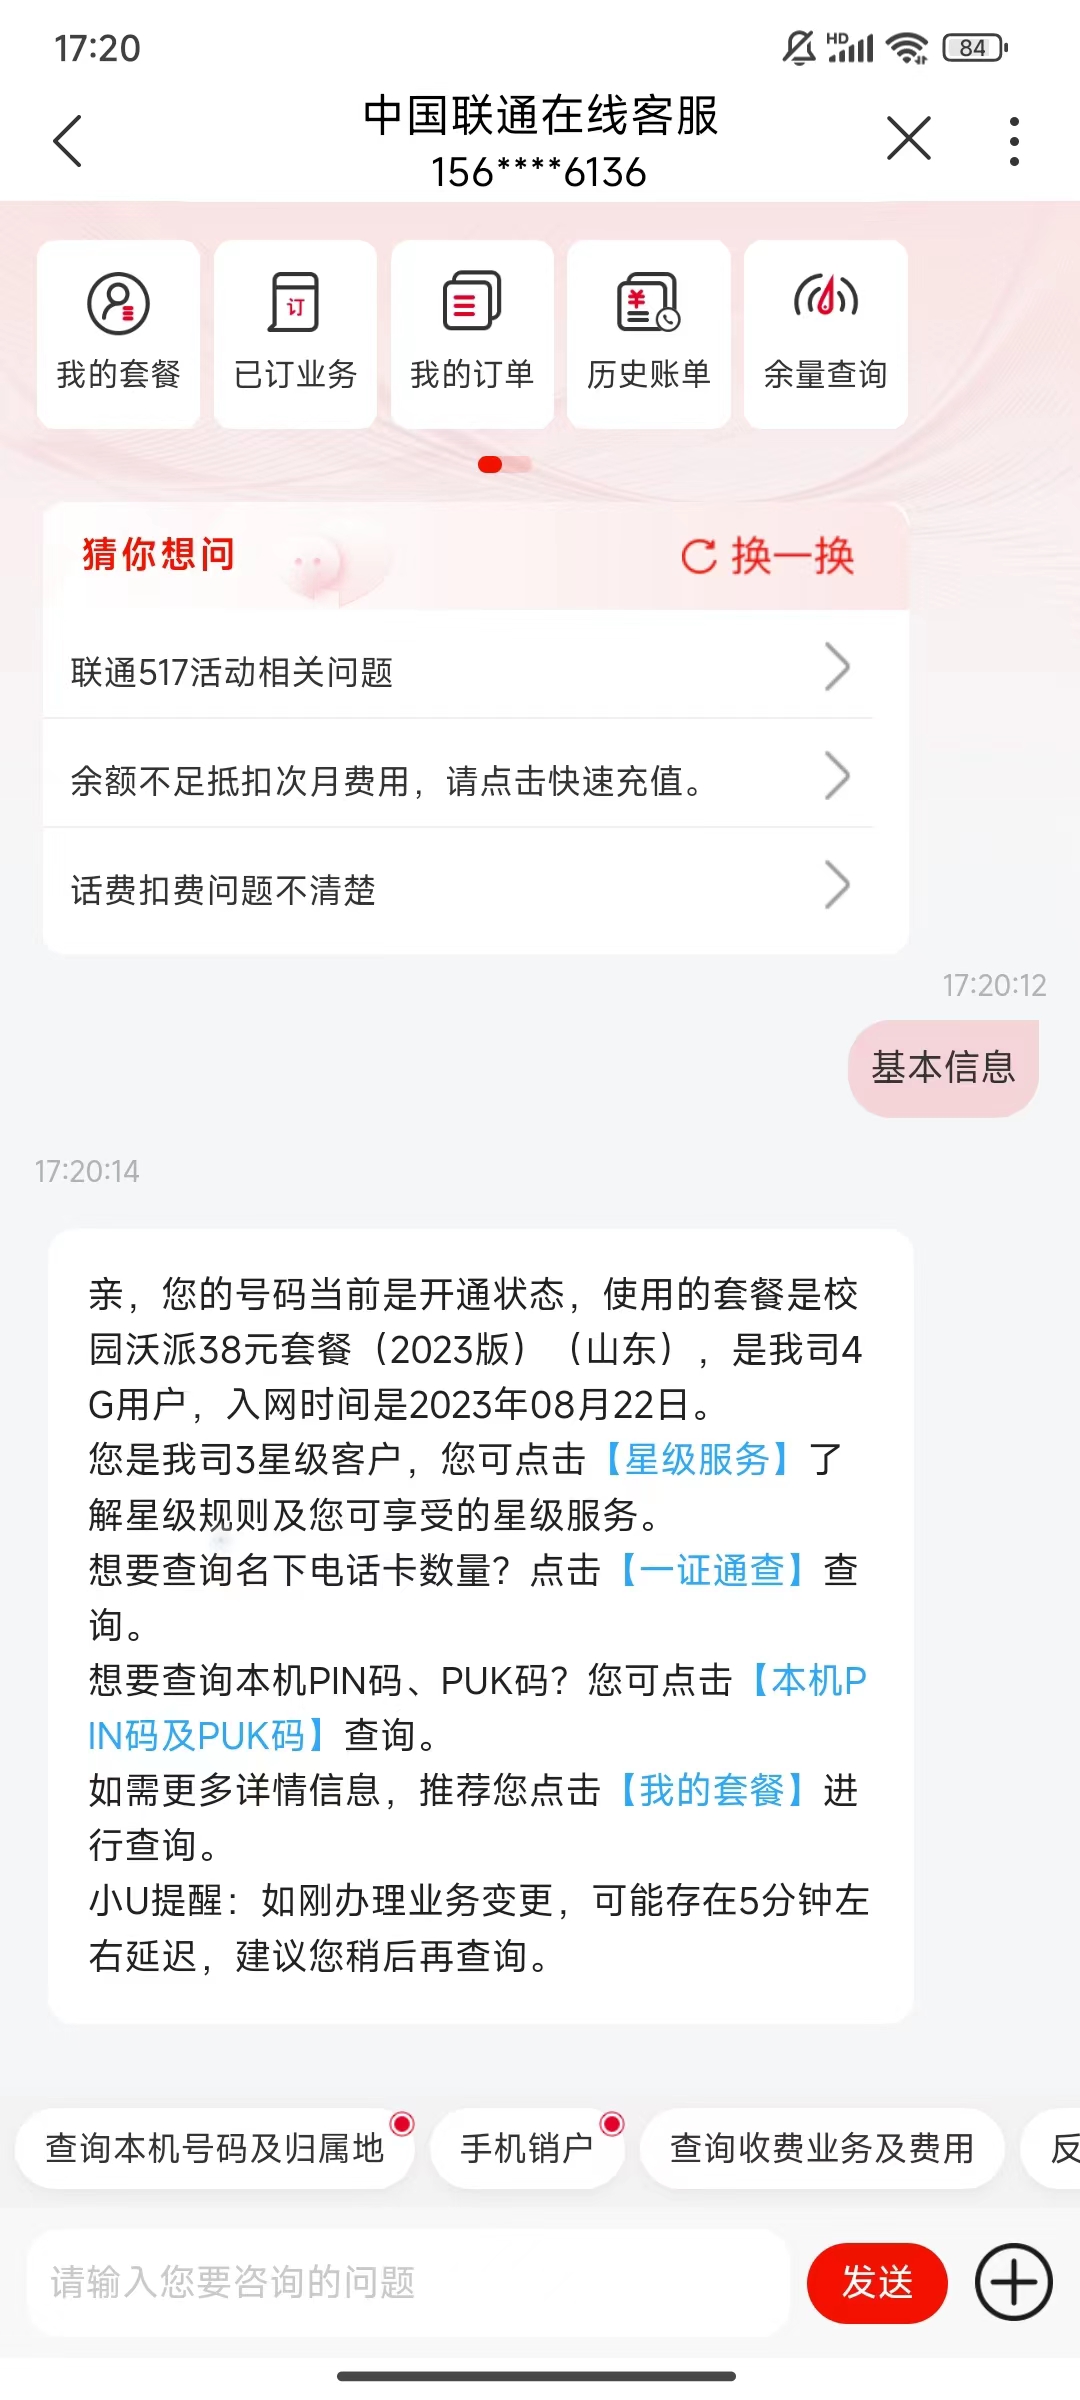 17:20
HD
84
中国联通在线客服
156****6136
我的套餐
订
已订业务
我的订单
¥
历史账单
余量查询
猜你想问
换一换
联通517活动相关问题
余额不足抵扣次月费用，请点击快速充值。
话费扣费问题不清楚
17:20:12
基本信息
17:20:14
亲，您的号码当前是开通状态，使用的套餐是校
园沃派38元套餐（2023版）（山东），是我司4
G用户，入网时间是2023年08月22日。
您是我司3星级客户，您可点击【星级服务】了
解星级规则及您可享受的星级服务。
想要查询名下电话卡数量？点击【一证通查】查
询。
想要查询本机PIN码、PUK码？您可点击【本机P
IN码及PUK码】查询。
如需更多详情信息，推荐您点击【我的套餐】进
行查询。
小U提醒：如刚办理业务变更，可能存在5分钟左
右延迟，建议您稍后再查询。
查询本机号码及归属地
手机销户
查询收费业务及费用
反
请输入您要咨询的问题
发送